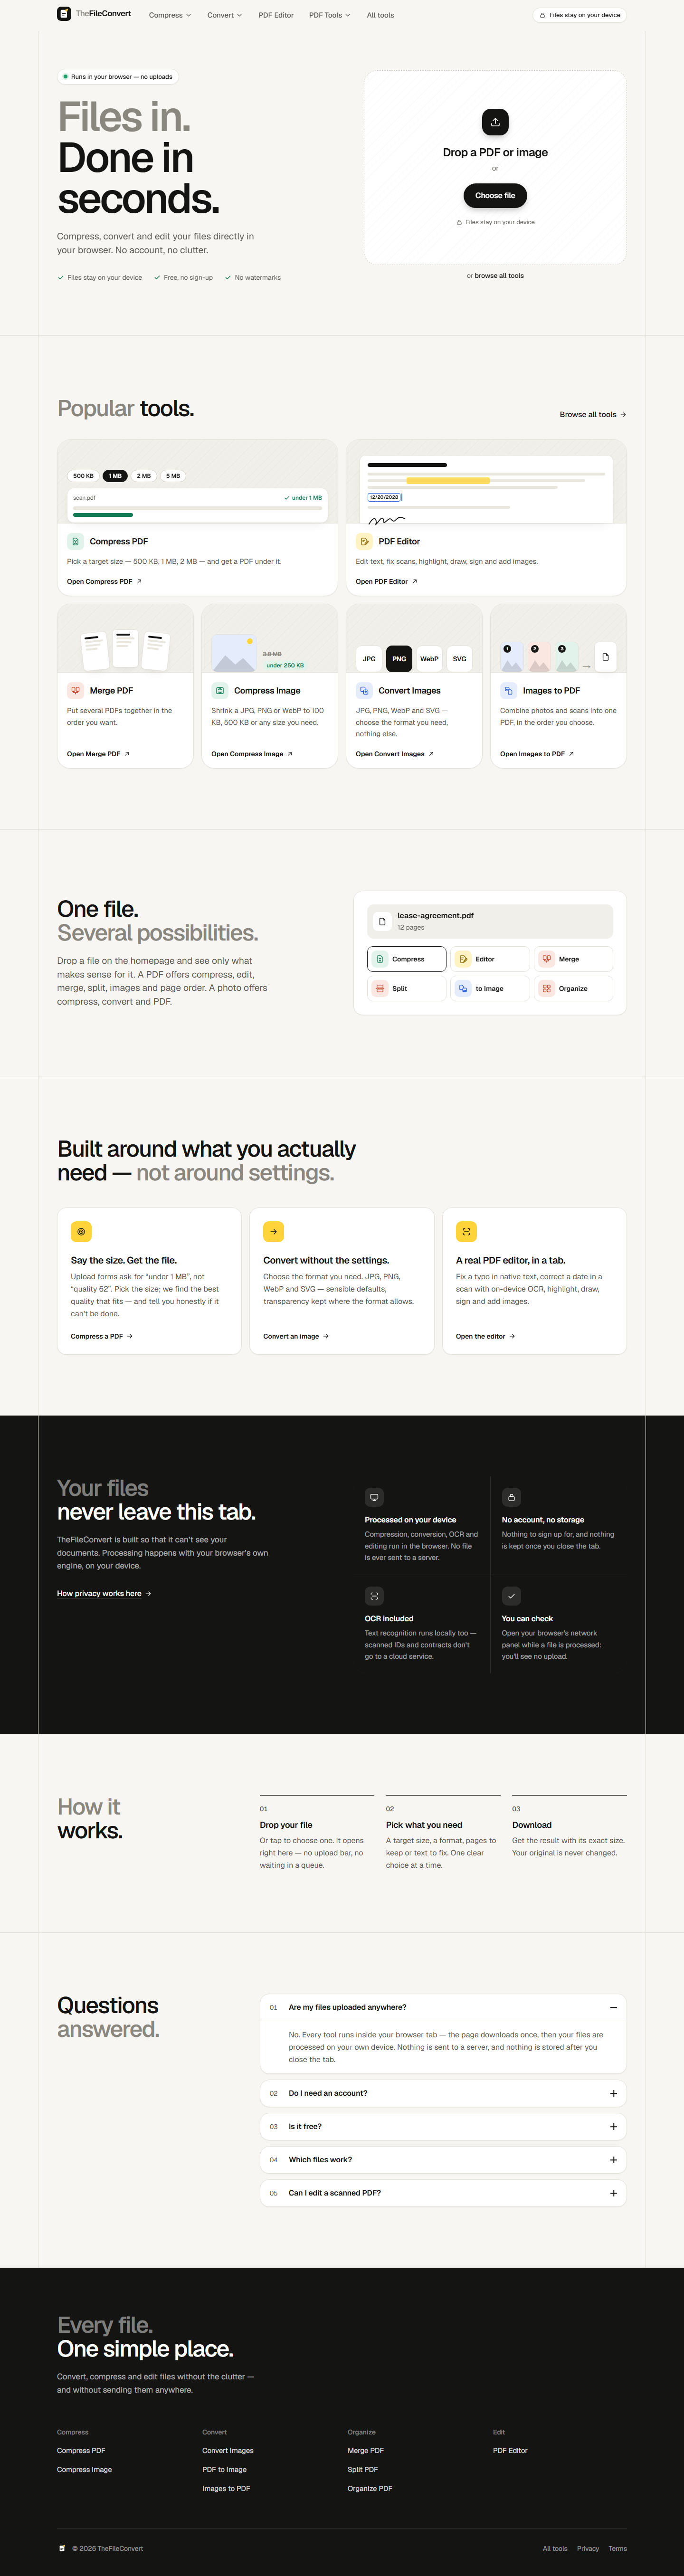 TheFileConvert
Compress
Convert
PDF Editor
PDF Tools
All tools
Files stay on your device
Runs in your browser — no uploads
Files in.
Done in
seconds.
Compress, convert and edit your files directly in
your browser. No account, no clutter.
Files stay on your device
Free, no sign-up
No watermarks
Drop a PDF or image
or
Choose file
Files stay on your device
or browse all tools
Popular tools.
Browse all tools →
500 KB
1 MB
2 MB
5 MB
scan.pdf
under 1 MB
Compress PDF
Pick a target size — 500 KB, 1 MB, 2 MB — and get a PDF under it.
Open Compress PDF ↗
12/20/2028
PDF Editor
Edit text, fix scans, highlight, draw, sign and add images.
Open PDF Editor ↗
Merge PDF
Put several PDFs together in the
order you want.
Open Merge PDF ↗
3.8 MB
under 250 KB
Compress Image
Shrink a JPG, PNG or WebP to 100
KB, 500 KB or any size you need.
Open Compress Image ↗
JPG
PNG
WebP
SVG
Convert Images
JPG, PNG, WebP and SVG —
choose the format you need,
nothing else.
Open Convert Images ↗
1
2
3
→
Images to PDF
Combine photos and scans into one
PDF, in the order you choose.
Open Images to PDF ↗
One file.
Several possibilities.
Drop a file on the homepage and see only what
makes sense for it. A PDF offers compress, edit,
merge, split, images and page order. A photo offers
compress, convert and PDF.
lease-agreement.pdf
12 pages
Compress
Editor
Merge
Split
to Image
Organize
Built around what you actually
need — not around settings.
Say the size. Get the file.
Upload forms ask for “under 1 MB”, not
“quality 62”. Pick the size; we find the best
quality that fits — and tell you honestly if it
can't be done.
Compress a PDF →
Convert without the settings.
Choose the format you need. JPG, PNG,
WebP and SVG — sensible defaults,
transparency kept where the format allows.
Convert an image →
A real PDF editor, in a tab.
Fix a typo in native text, correct a date in a
scan with on-device OCR, highlight, draw,
sign and add images.
Open the editor →
Your files
never leave this tab.
TheFileConvert is built so that it can't see your
documents. Processing happens with your browser's own
engine, on your device.
How privacy works here →
Processed on your device
Compression, conversion, OCR and
editing run in the browser. No file
is ever sent to a server.
No account, no storage
Nothing to sign up for, and nothing
is kept once you close the tab.
OCR included
Text recognition runs locally too —
scanned IDs and contracts don't
go to a cloud service.
You can check
Open your browser's network
panel while a file is processed:
you'll see no upload.
How it
works.
01
Drop your file
Or tap to choose one. It opens
right here — no upload bar, no
waiting in a queue.
02
Pick what you need
A target size, a format, pages to
keep or text to fix. One clear
choice at a time.
03
Download
Get the result with its exact size.
Your original is never changed.
Questions
answered.
01 Are my files uploaded anywhere?
No. Every tool runs inside your browser tab — the page downloads once, then your files are
processed on your own device. Nothing is sent to a server, and nothing is stored after you
close the tab.
02 Do I need an account?
03 Is it free?
04 Which files work?
05 Can I edit a scanned PDF?
Every file.
One simple place.
Convert, compress and edit files without the clutter —
and without sending them anywhere.
Compress
Compress PDF
Compress Image
Convert
Convert Images
PDF to Image
Images to PDF
Organize
Merge PDF
Split PDF
Organize PDF
Edit
PDF Editor
© 2026 TheFileConvert
All tools
Privacy
Terms